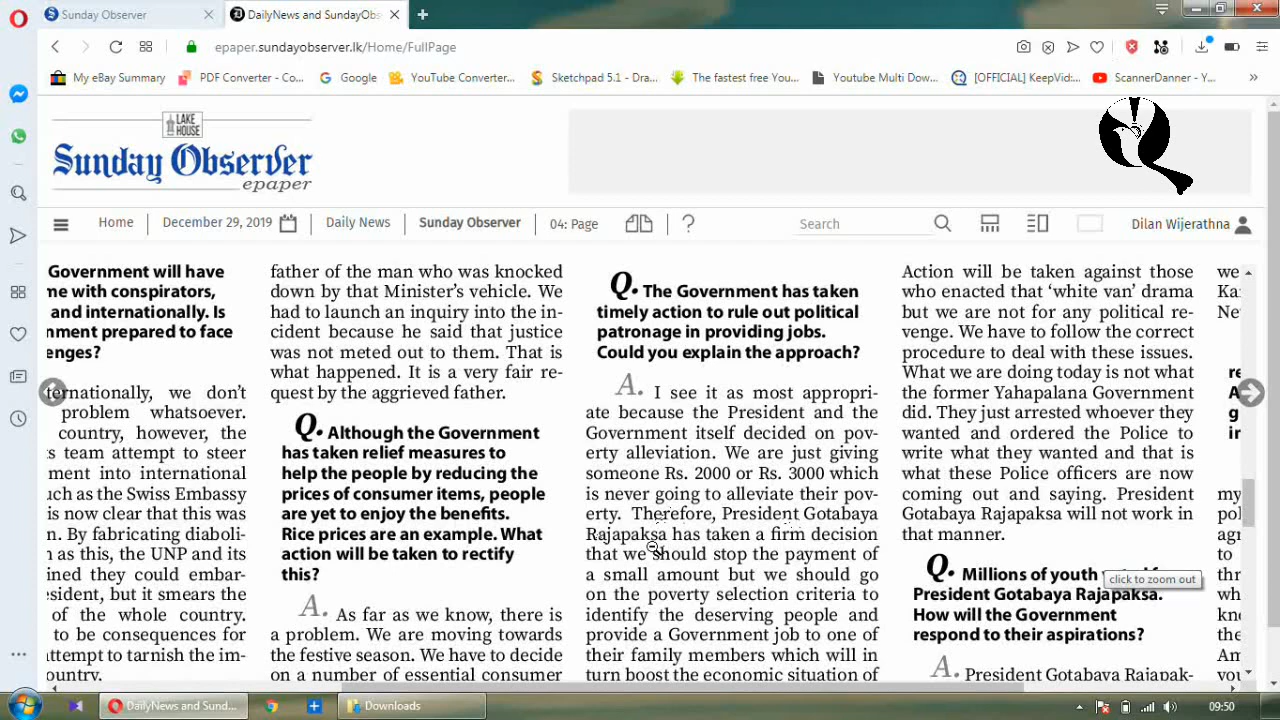 Sunday Observer
DailyNews and SundayObs
epaper.sundayobserver.lk/Home/FullPage
My eBay Summary
PDF Converter - Co...
Google
YouTube Converter...
Sketchpad 5.1 - Dra...
The fastest free You...
Youtube Multi Dow...
[OFFICIAL] KeepVid:...
ScannerDanner - Y...
LAKE
HOUSE
Sunday Observer
epaper
Home
December 29, 2019
Daily News
Sunday Observer
04: Page
?
Search
Dilan Wijerathna
Government will have
me with conspirators,
and internationally. Is
nment prepared to face
enges?
ternationally, we don't
problem whatsoever.
country, however, the
s team attempt to steer
ment into international
uch as the Swiss Embassy
is now clear that this was
n. By fabricating diaboli-
n as this, the UNP and its
ined they could embar-
esident, but it smears the
of the whole country.
to be consequences for
attempt to tarnish the im-
ountry.
father of the man who was knocked
down by that Minister's vehicle. We
had to launch an inquiry into the in-
cident because he said that justice
was not meted out to them. That is
what happened. It is a very fair re-
quest by the aggrieved father.
Q. Although the Government
has taken relief measures to
help the people by reducing the
prices of consumer items, people
are yet to enjoy the benefits.
Rice prices are an example. What
action will be taken to rectify
this?
A. As far as we know, there is
a problem. We are moving towards
the festive season. We have to decide
on a number of essential consumer
Q. The Government has taken
timely action to rule out political
patronage in providing jobs.
Could you explain the approach?
A. I see it as most appropri-
ate because the President and the
Government itself decided on pov-
erty alleviation. We are just giving
someone Rs. 2000 or Rs. 3000 which
is never going to alleviate their pov-
erty. Therefore, President Gotabaya
Rajapaksa has taken a firm decision
that we should stop the payment of
a small amount but we should go
on the poverty selection criteria to
identify the deserving people and
provide a Government job to one of
their family members which will in
turn boost the economic situation of
Action will be taken against those
who enacted that 'white van' drama
but we are not for any political re-
venge. We have to follow the correct
procedure to deal with these issues.
What we are doing today is not what
the former Yahapalana Government
did. They just arrested whoever they
wanted and ordered the Police to
write what they wanted and that is
what these Police officers are now
coming out and saying. President
Gotabaya Rajapaksa will not work in
that manner.
Q. Millions of youth
President Gotabaya Rajapaksa.
How will the Government
respond to their aspirations?
A. President Gotabaya Rajapak-
click to zoom out
we
Ka
Ne
re
A
g
in
my
pol
agr
to
thr
wh
kno
the
Am
you
DailyNews and Sund...
Downloads
09:50